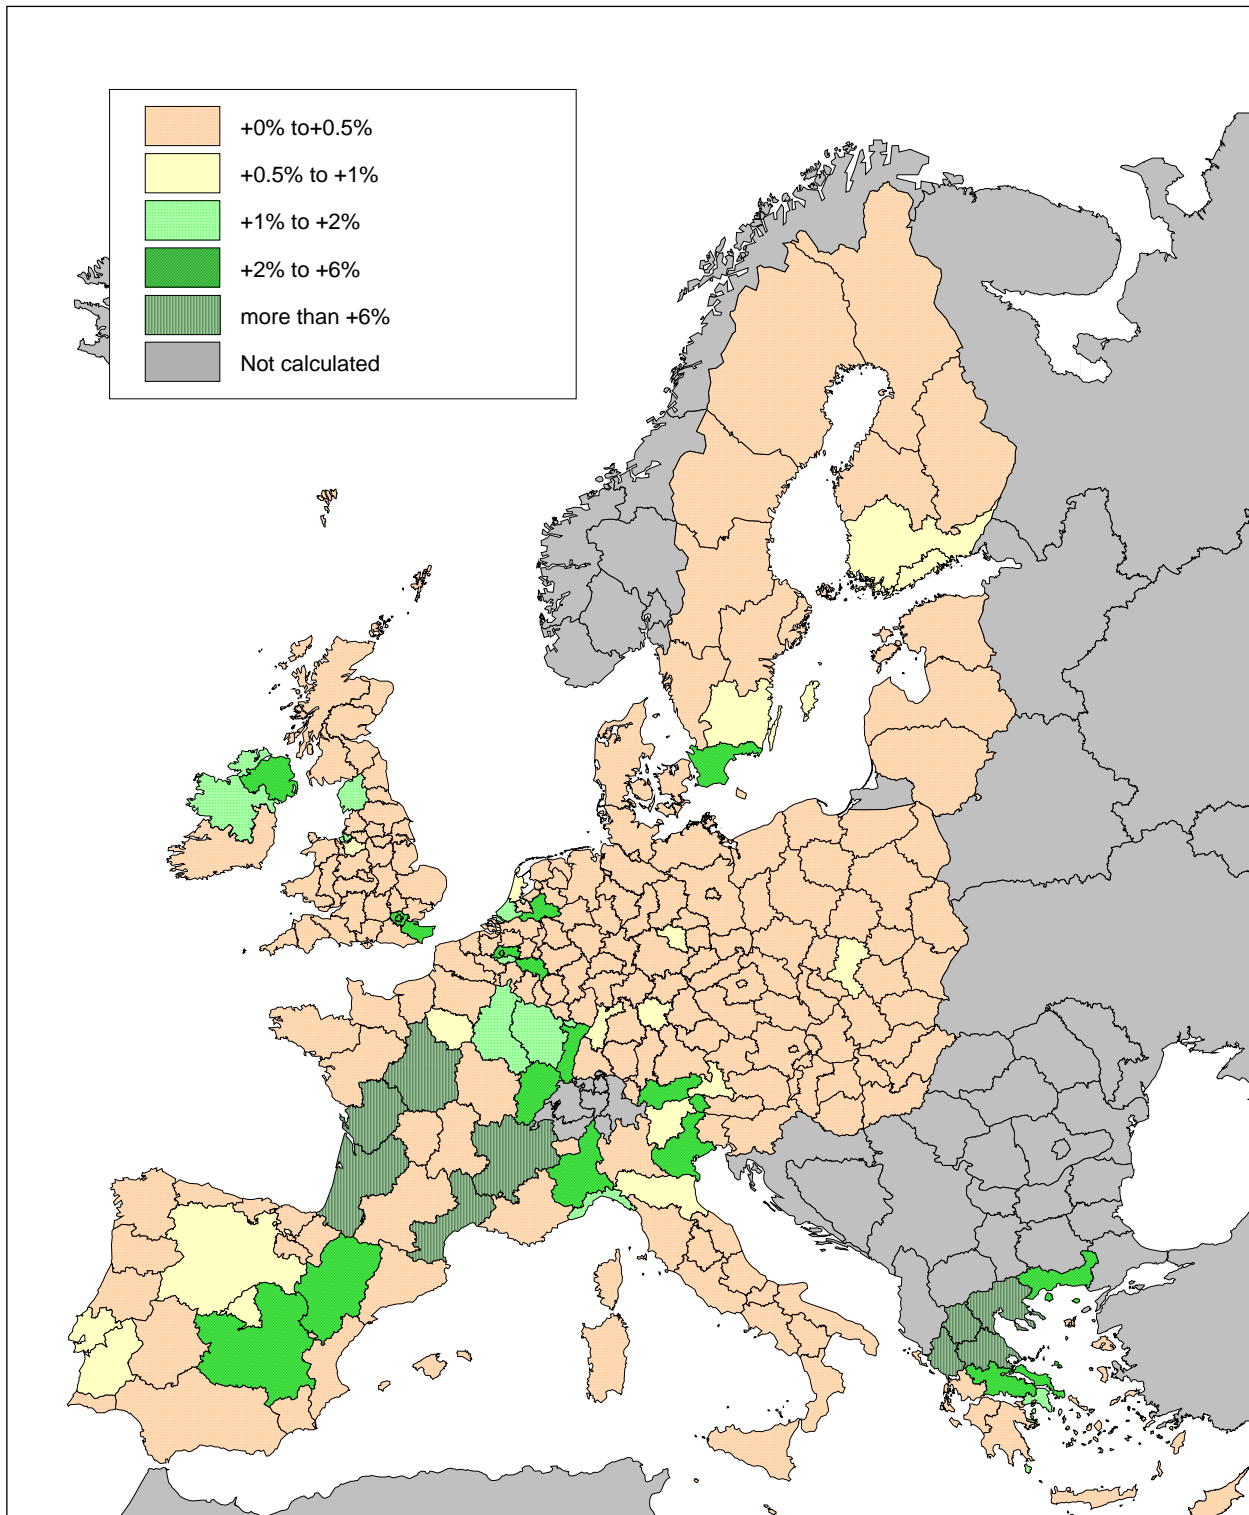 +0% to+0.5%
+0.5% to +1%
+1% to +2%
+2% to +6%
more than +6%
Not calculated